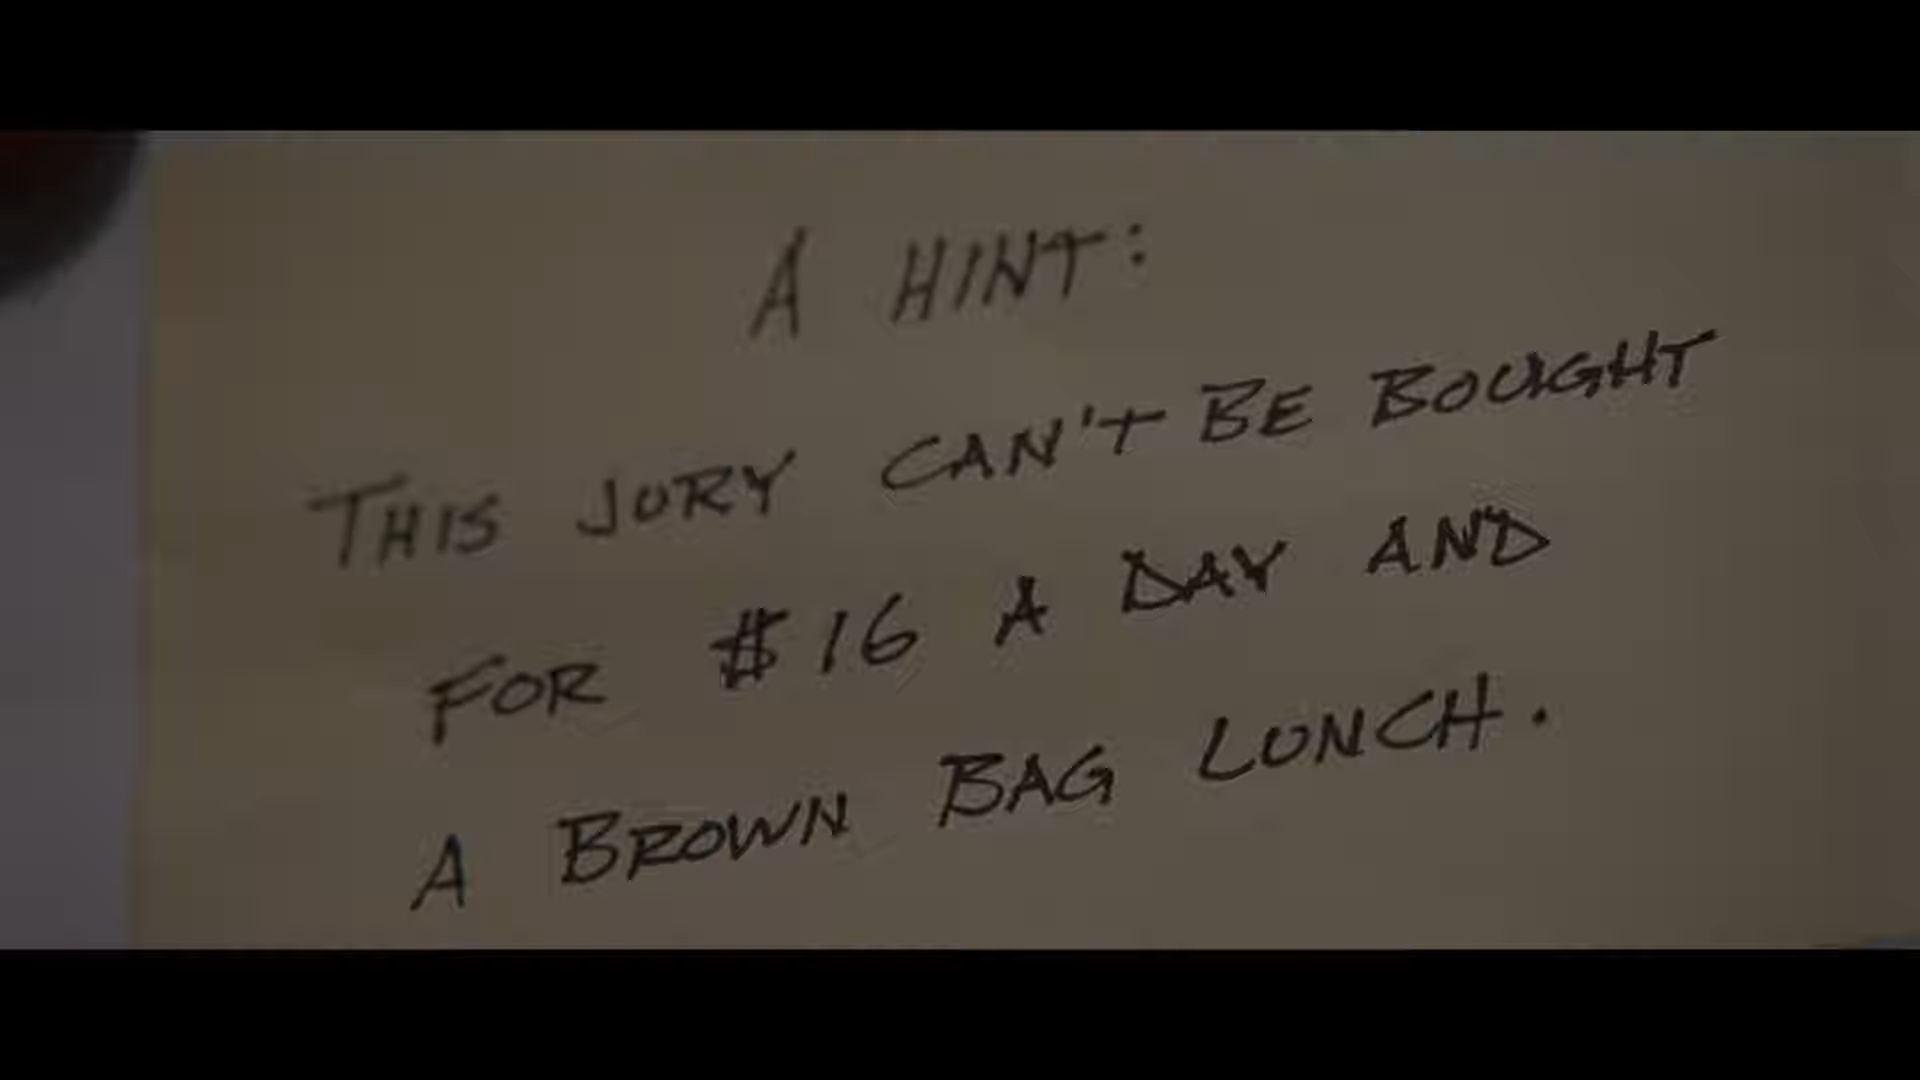 A HINT:
THIS JURY CAN'T BE BOUGHT
FOR $16 A DAY AND
A BROWN BAG LUNCH.